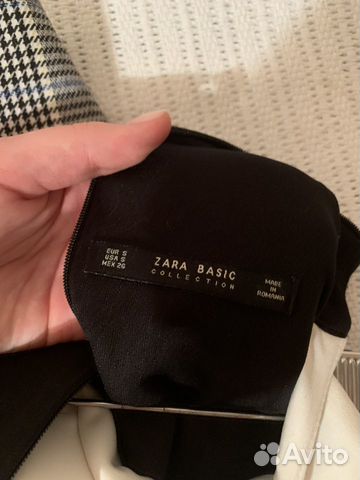 EUR S
USA S
MEX 26
ZARA BASIC
COLLECTION
MADE
IN
ROMANIA
Avito